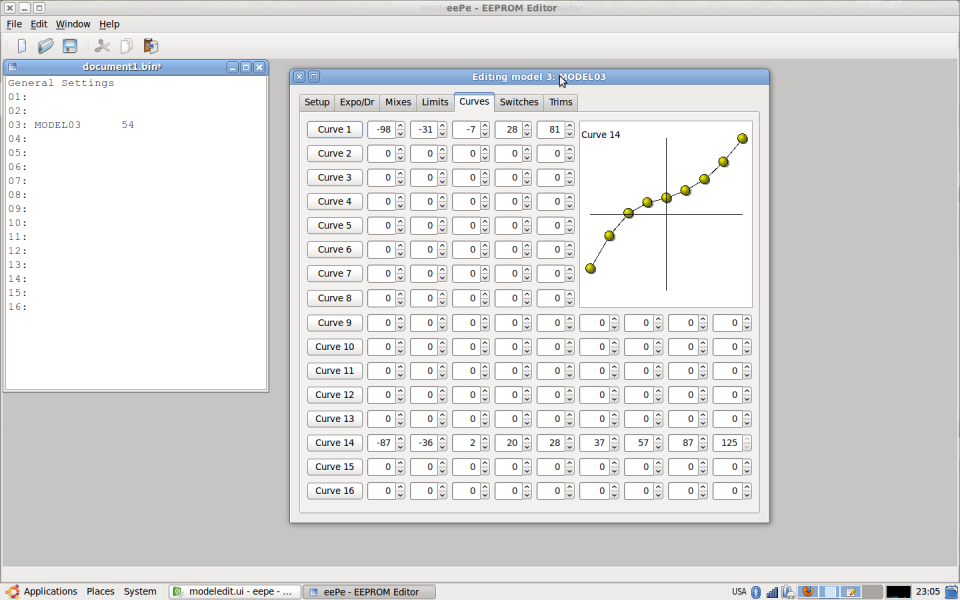 eePe - EEPROM Editor
File Edit Window Help
document1.bin*
General Settings
01:
02:
03: MODEL03 54
04:
05:
06:
07:
08:
09:
10:
11:
12:
13:
14:
15:
16:
Editing model 3: MODEL03
Setup Expo/Dr Mixes Limits Curves Switches Trims
Curve 1 -98 -31 -7 28 81
Curve 2 0 0 0 0 0
Curve 3 0 0 0 0 0
Curve 4 0 0 0 0 0
Curve 5 0 0 0 0 0
Curve 6 0 0 0 0 0
Curve 7 0 0 0 0 0
Curve 8 0 0 0 0 0
Curve 14
Curve 9 0 0 0 0 0 0 0 0 0
Curve 10 0 0 0 0 0 0 0 0 0
Curve 11 0 0 0 0 0 0 0 0 0
Curve 12 0 0 0 0 0 0 0 0 0
Curve 13 0 0 0 0 0 0 0 0 0
Curve 14 -87 -36 2 20 28 37 57 87 125
Curve 15 0 0 0 0 0 0 0 0 0
Curve 16 0 0 0 0 0 0 0 0 0
Applications Places System modeledit.ui - eepe - ... eePe - EEPROM Editor USA 23:05